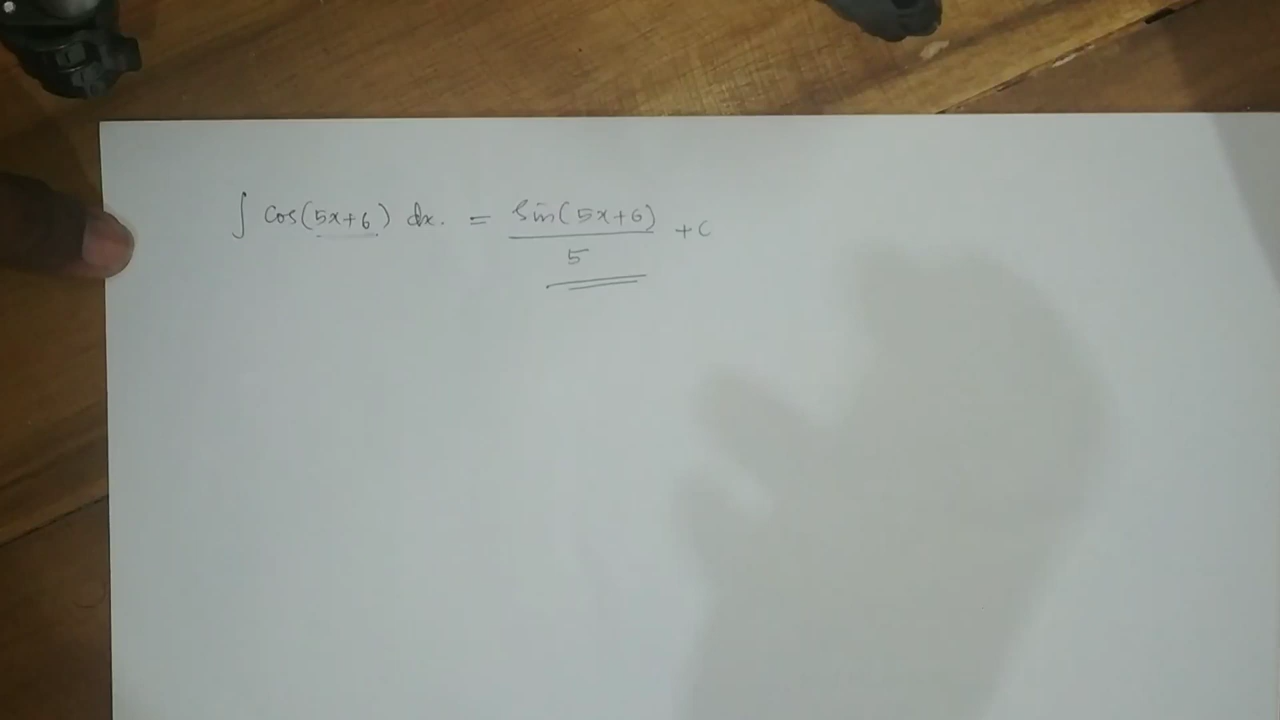 ∫ cos(5x+6) dx. = sin(5x+6)/5 + c